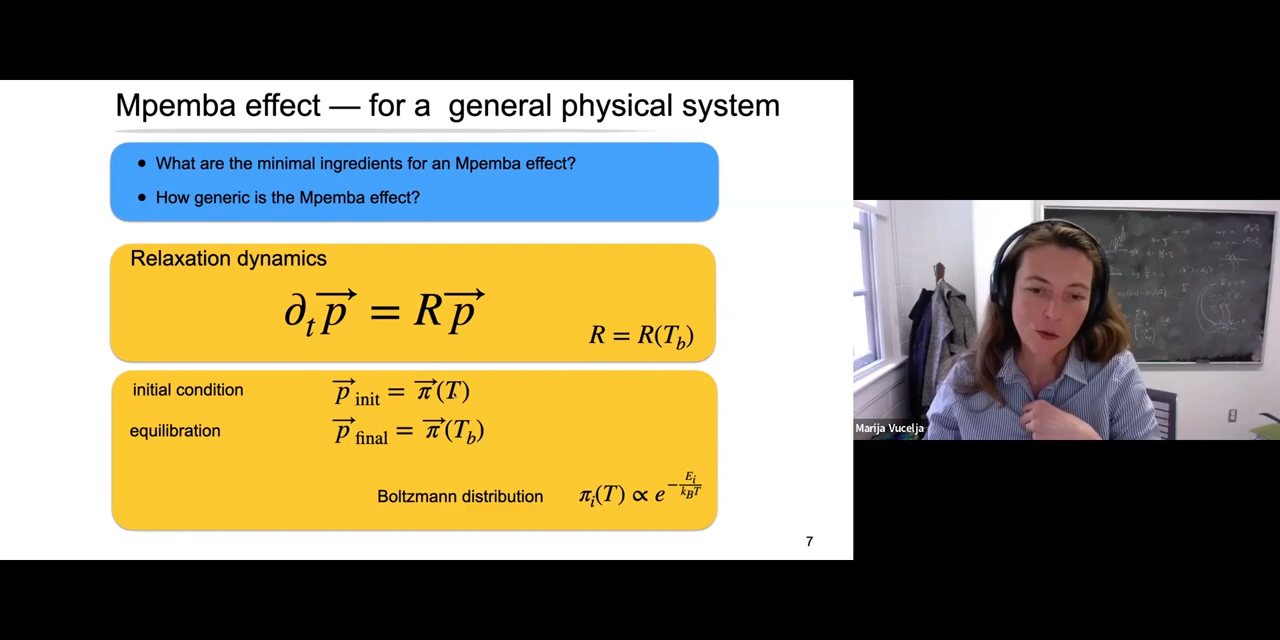 Mpemba effect — for a general physical system
• What are the minimal ingredients for an Mpemba effect?
• How generic is the Mpemba effect?
Relaxation dynamics
∂ₜp⃗ = Rp⃗
R = R(T_b)
initial condition p⃗_init = π⃗(T)
equilibration p⃗_final = π⃗(T_b)
Boltzmann distribution πᵢ(T) ∝ e^{-E_i/(k_BT)}
7
Marija Vucelja